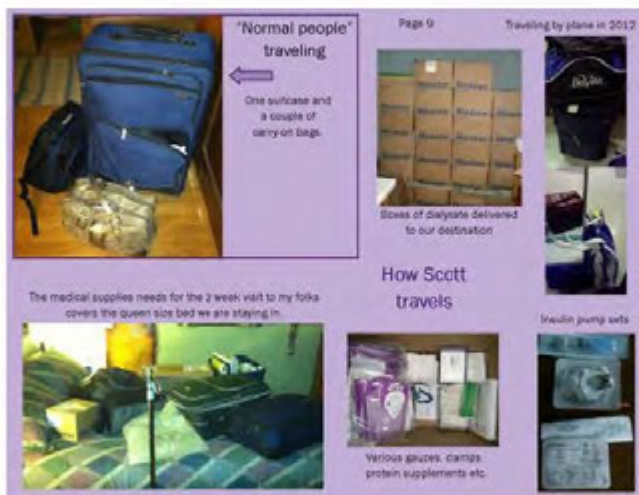 "Normal people"
traveling
One suitcase and
a couple of
carry-on bags.
Page 9
Traveling by plane in 2012
Boxes of dialysate delivered
to our destination
How Scott
travels
The medical supplies needs for the 2 week visit to my folks
covers the queen size bed we are staying in.
Insulin pump sets
Various gauzes, clamps
protein supplements etc.